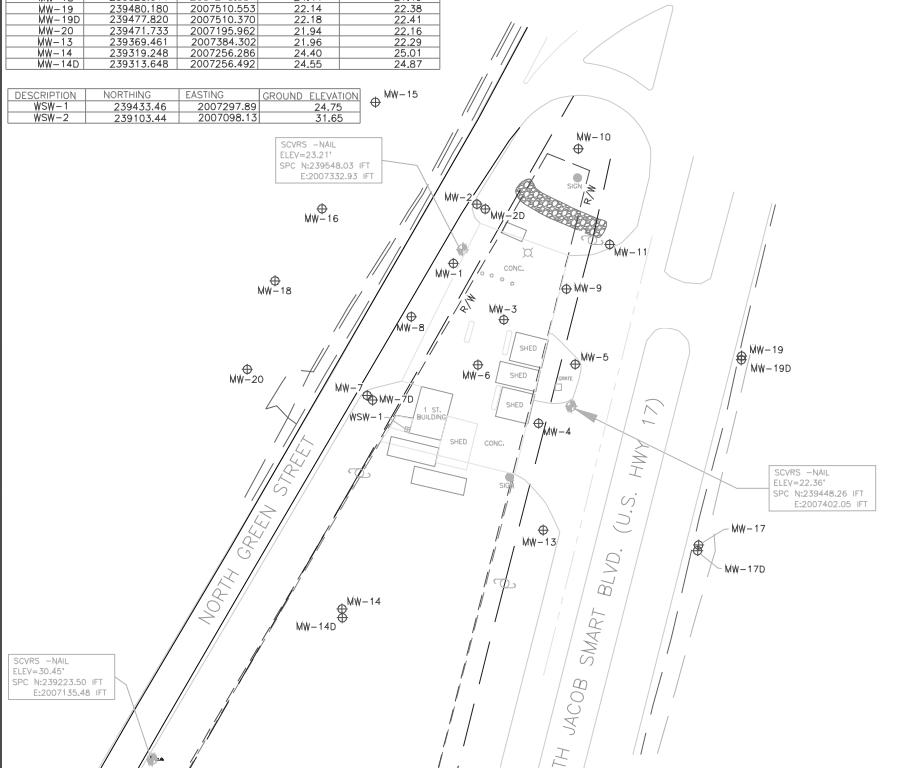 MW-19 239480.180 2007510.553 22.14 22.38
MW-19D 239477.820 2007510.370 22.18 22.41
MW-20 239471.733 2007195.962 21.94 22.16
MW-13 239369.461 2007384.302 21.96 22.29
MW-14 239319.248 2007256.286 24.40 25.01
MW-14D 239313.648 2007256.492 24.55 24.87
DESCRIPTION NORTHING EASTING GROUND ELEVATION
WSW-1 239433.46 2007297.89 24.75
WSW-2 239103.44 2007098.13 31.65
MW-15
SCVRS -NAIL
ELEV=23.21'
SPC N:239548.03 IFT
E:2007332.93 IFT
MW-10
SIGN
R/W
MW-2
MW-2D
MW-16
MW-11
MW-1
CONC.
MW-18
MW-9
R/W
MW-3
MW-8
SHED
MW-19
MW-5
MW-19D
MW-6
SHED
MW-20
MW-7
MW-7D
SHED
1 ST.
BUILDING
WSW-1
MW-4
SHED
CONC.
SCVRS -NAIL
ELEV=22.36'
SPC N:239448.26 IFT
E:2007402.05 IFT
SIGN
NORTH GREEN STREET
MW-17
MW-13
MW-17D
MW-14
MW-14D
TH JACOB SMART BLVD. (U.S. HWY 17)
SCVRS -NAIL
ELEV=30.45'
SPC N:239223.50 IFT
E:2007135.48 IFT